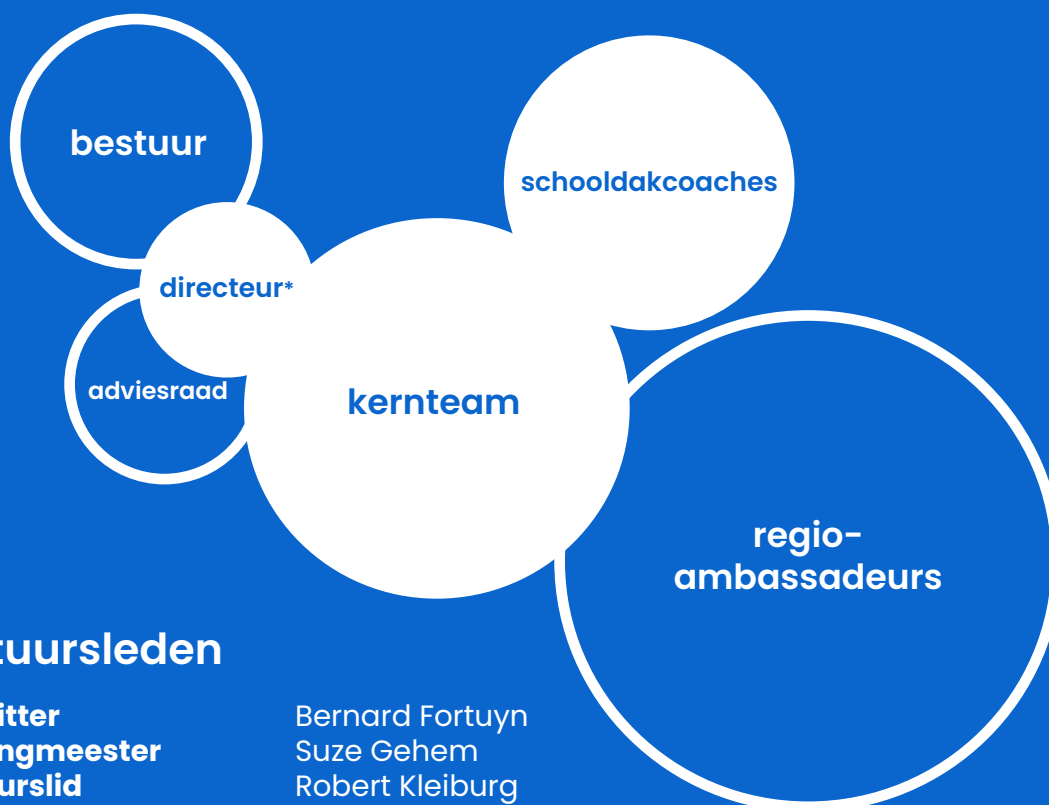 bestuur
schooldakcoaches
directeur*
adviesraad
kernteam
regio-
ambassadeurs
tuursleden
itter
Bernard Fortuyn
ngmeester
Suze Gehem
urslid
Robert Kleiburg